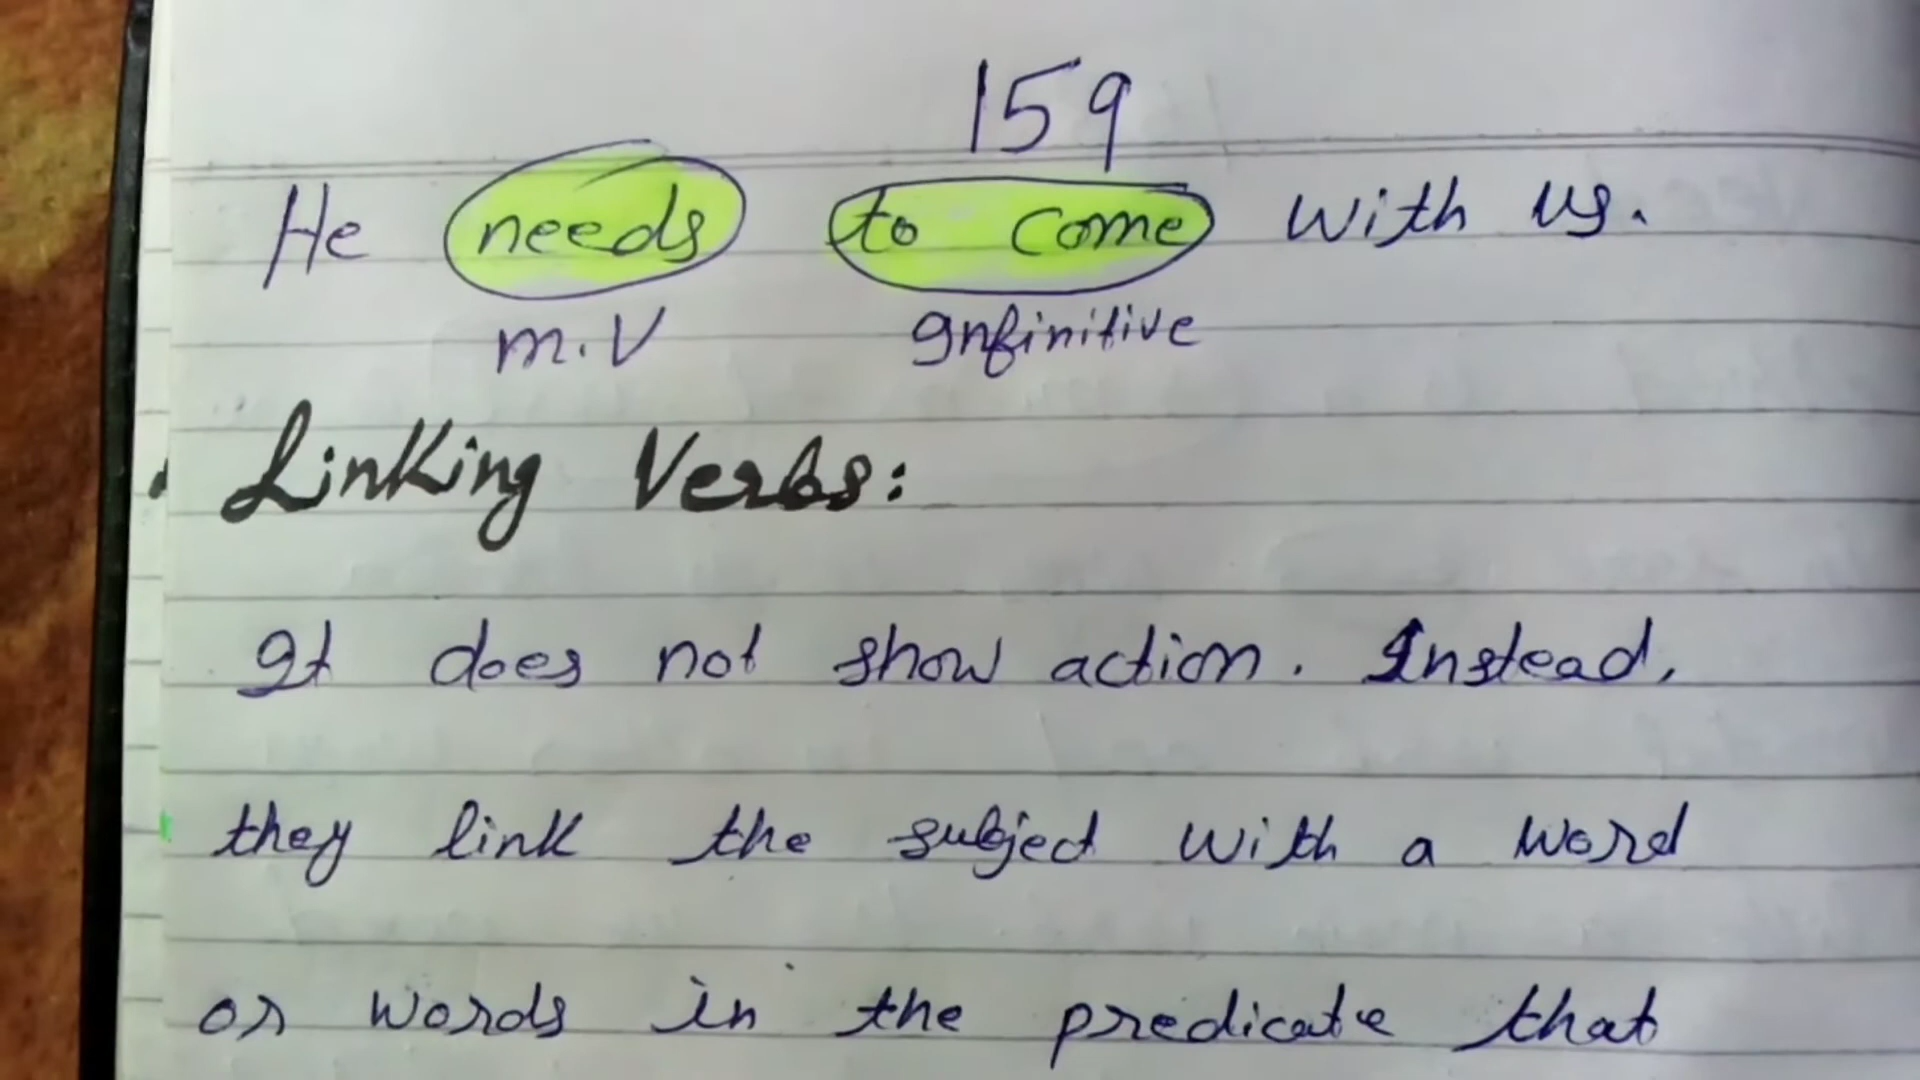 159
He needs to come with us.
m.V Infinitive
Linking Verbs:
It does not show action. Instead,
they link the subject with a word
or words in the predicate that